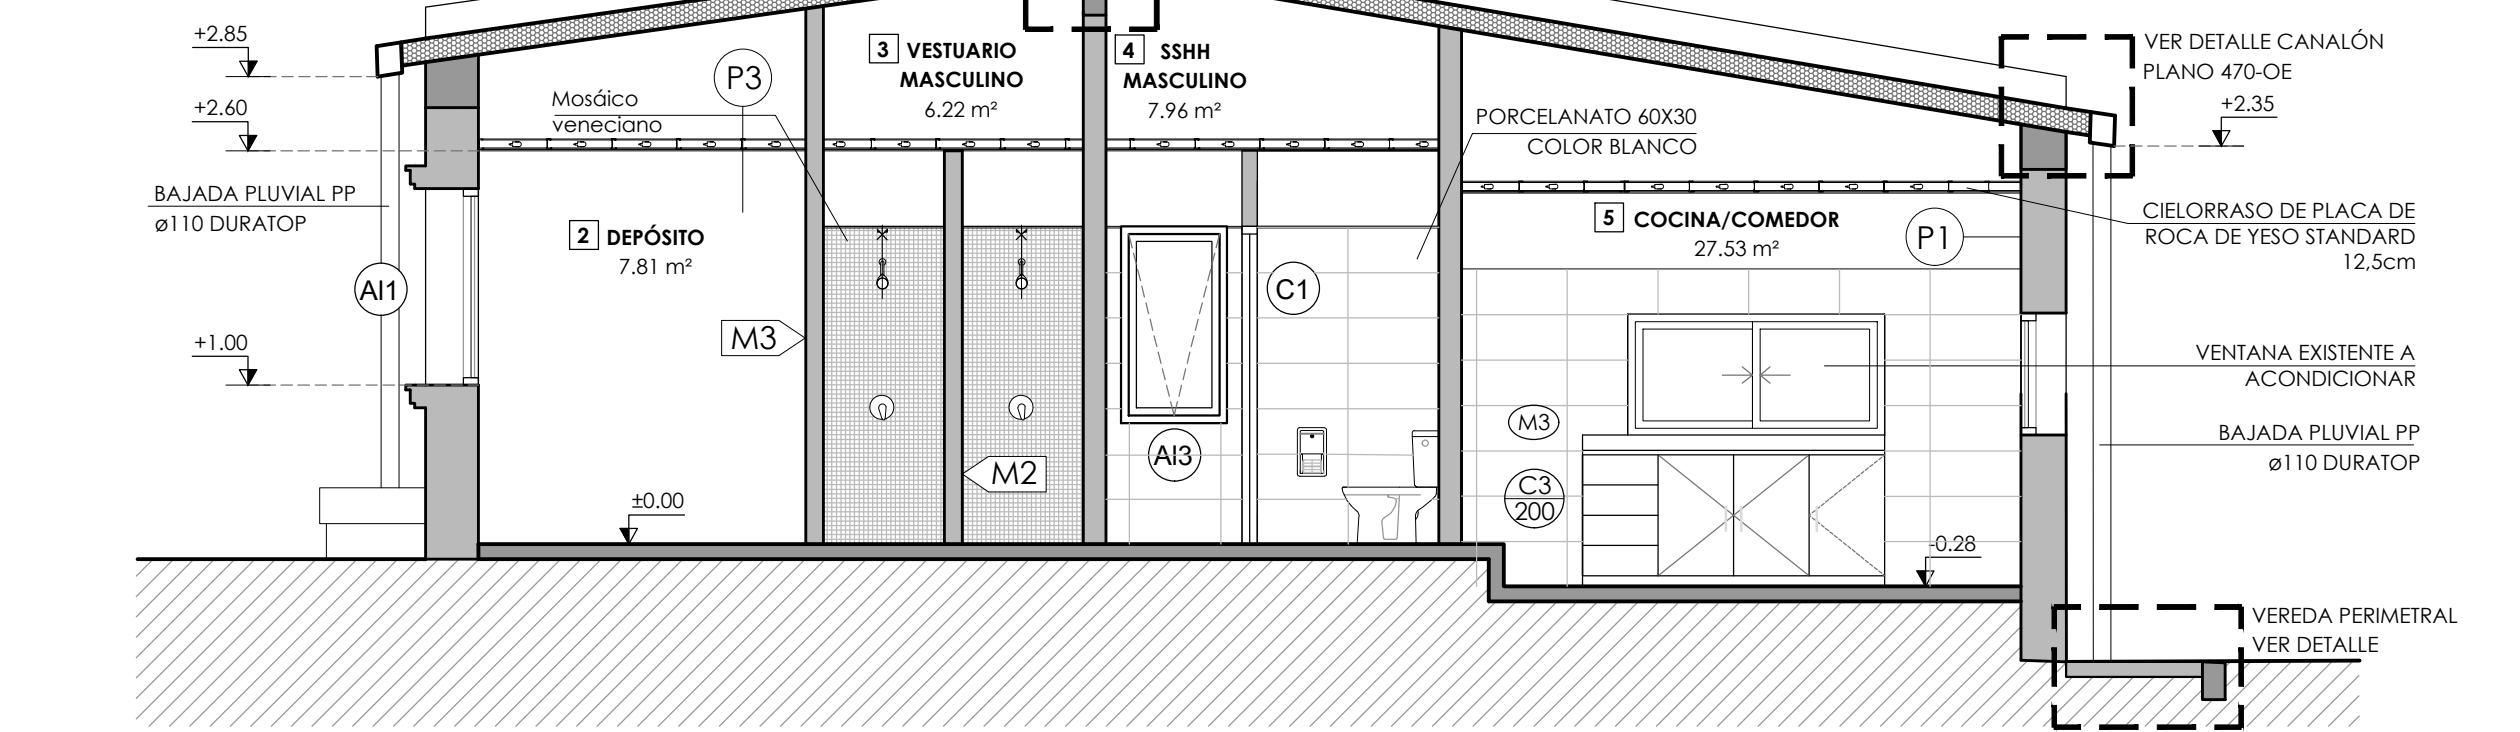 +2.85
+2.60
BAJADA PLUVIAL PP
ø110 DURATOP
AI1
+1.00
Mosáico
veneciano
P3
2 DEPÓSITO
7.81 m²
M3
±0.00
3 VESTUARIO
MASCULINO
6.22 m²
M2
4 SSHH
MASCULINO
7.96 m²
AI3
C1
PORCELANATO 60X30
COLOR BLANCO
5 COCINA/COMEDOR
27.53 m²
P1
M3
C3
200
-0.28
VER DETALLE CANALÓN
PLANO 470-OE
+2.35
CIELORRASO DE PLACA DE
ROCA DE YESO STANDARD
12,5cm
VENTANA EXISTENTE A
ACONDICIONAR
BAJADA PLUVIAL PP
ø110 DURATOP
VEREDA PERIMETRAL
VER DETALLE